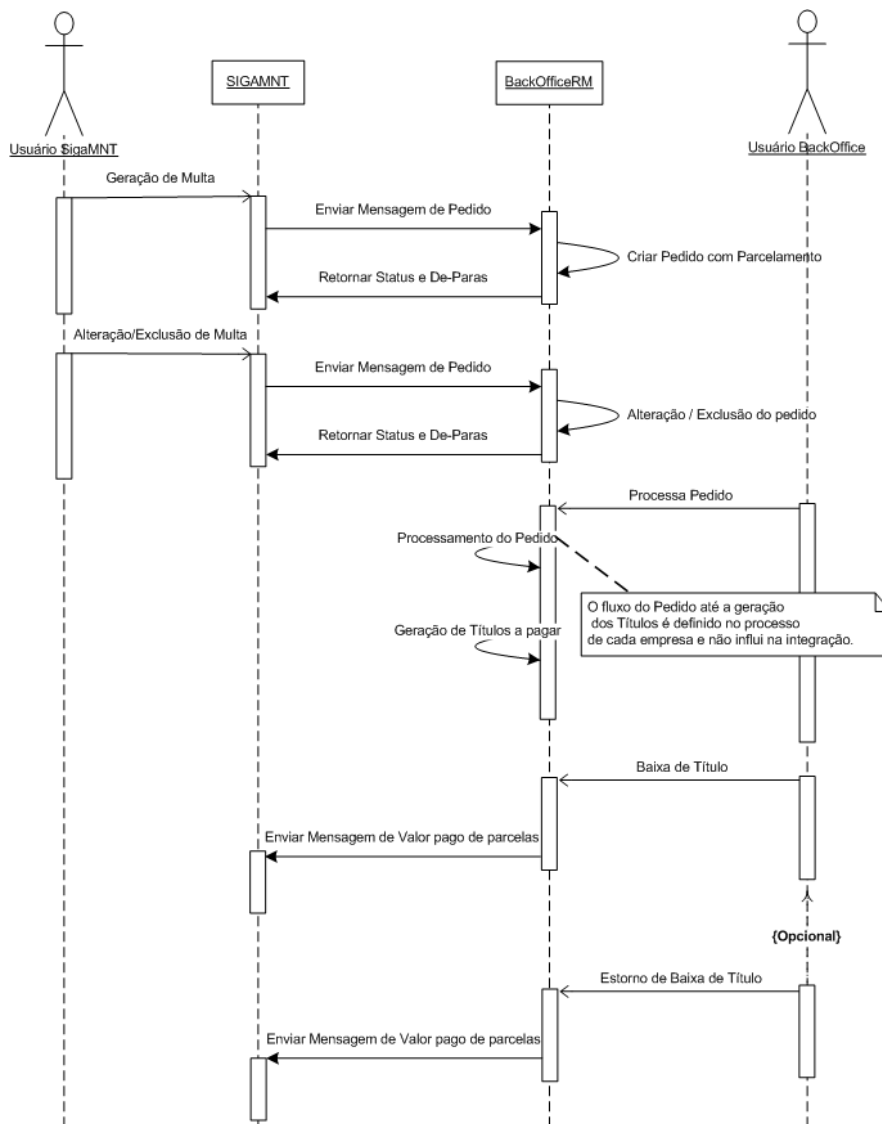 SIGAMNT
BackOfficeRM
Usuário SigaMNT
Usuário BackOffice
Geração de Multa
Enviar Mensagem de Pedido
Criar Pedido com Parcelamento
Retornar Status e De-Paras
Alteração/Exclusão de Multa
Enviar Mensagem de Pedido
Alteração / Exclusão do pedido
Retornar Status e De-Paras
Processa Pedido
Processamento do Pedido
O fluxo do Pedido até a geração
dos Títulos é definido no processo
de cada empresa e não influi na integração.
Geração de Títulos a pagar
Baixa de Título
Enviar Mensagem de Valor pago de parcelas
{Opcional}
Estorno de Baixa de Título
Enviar Mensagem de Valor pago de parcelas